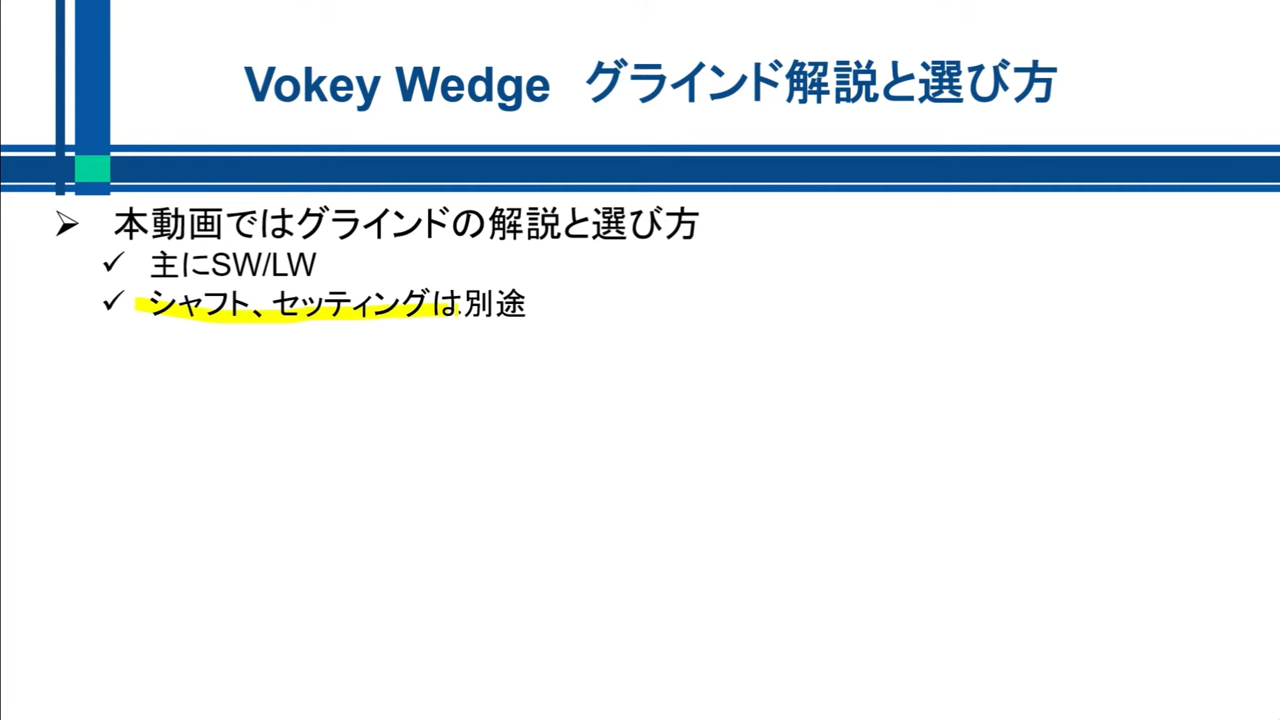 Vokey Wedge　グラインド解説と選び方
本動画ではグラインドの解説と選び方
主にSW/LW
シャフト、セッティングは別途